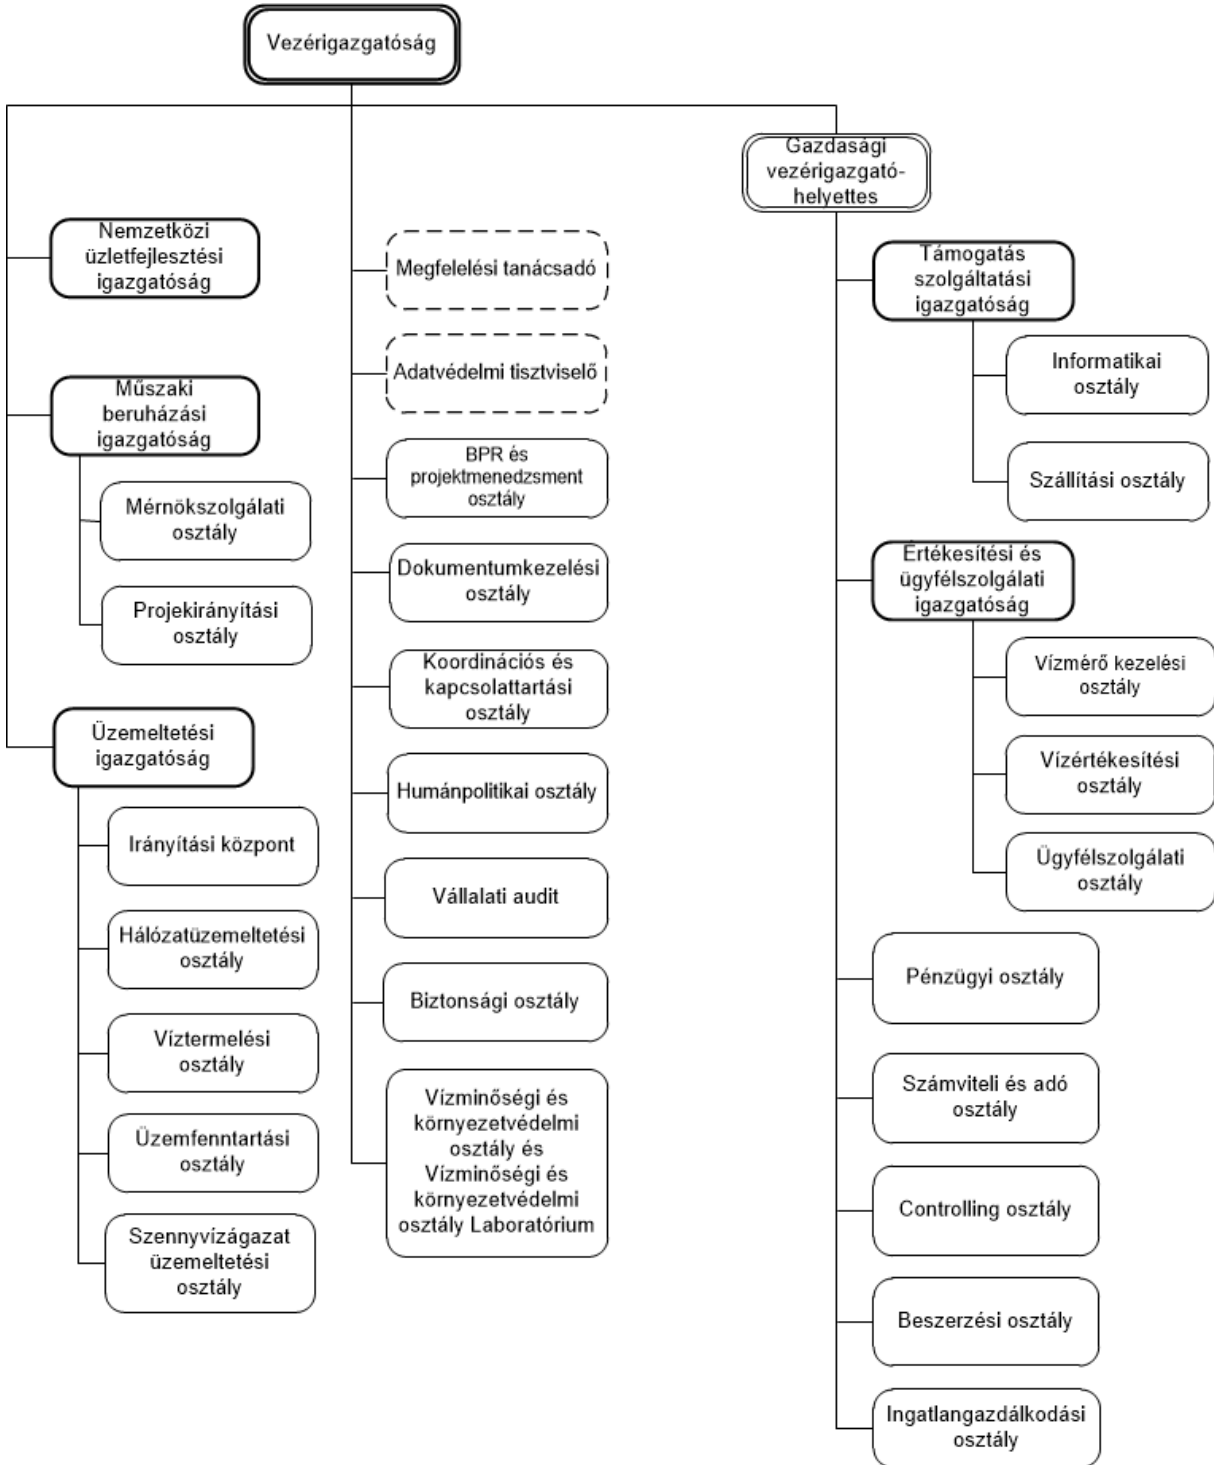 Vezérigazgatóság
Nemzetközi
üzletfejlesztési
igazgatóság
Műszaki
beruházási
igazgatóság
Mérnökszolgálati
osztály
Projekirányítási
osztály
Üzemeltetési
igazgatóság
Irányítási központ
Hálózatüzemeltetési
osztály
Víztermelési
osztály
Üzemfenntartási
osztály
Szennyvízágazat
üzemeltetési
osztály
Megfelelési tanácsadó
Adatvédelmi tisztviselő
BPR és
projektmenedzsment
osztály
Dokumentumkezelési
osztály
Koordinációs és
kapcsolattartási
osztály
Humánpolitikai osztály
Vállalati audit
Biztonsági osztály
Vízminőségi és
környezetvédelmi
osztály és
Vízminőségi és
környezetvédelmi
osztály Laboratórium
Gazdasági
vezérigazgató-
helyettes
Támogatás
szolgáltatási
igazgatóság
Informatikai
osztály
Szállítási osztály
Értékesítési és
ügyfélszolgálati
igazgatóság
Vízmérő kezelési
osztály
Vízértékesítési
osztály
Ügyfélszolgálati
osztály
Pénzügyi osztály
Számviteli és adó
osztály
Controlling osztály
Beszerzési osztály
Ingatlangazdálkodási
osztály